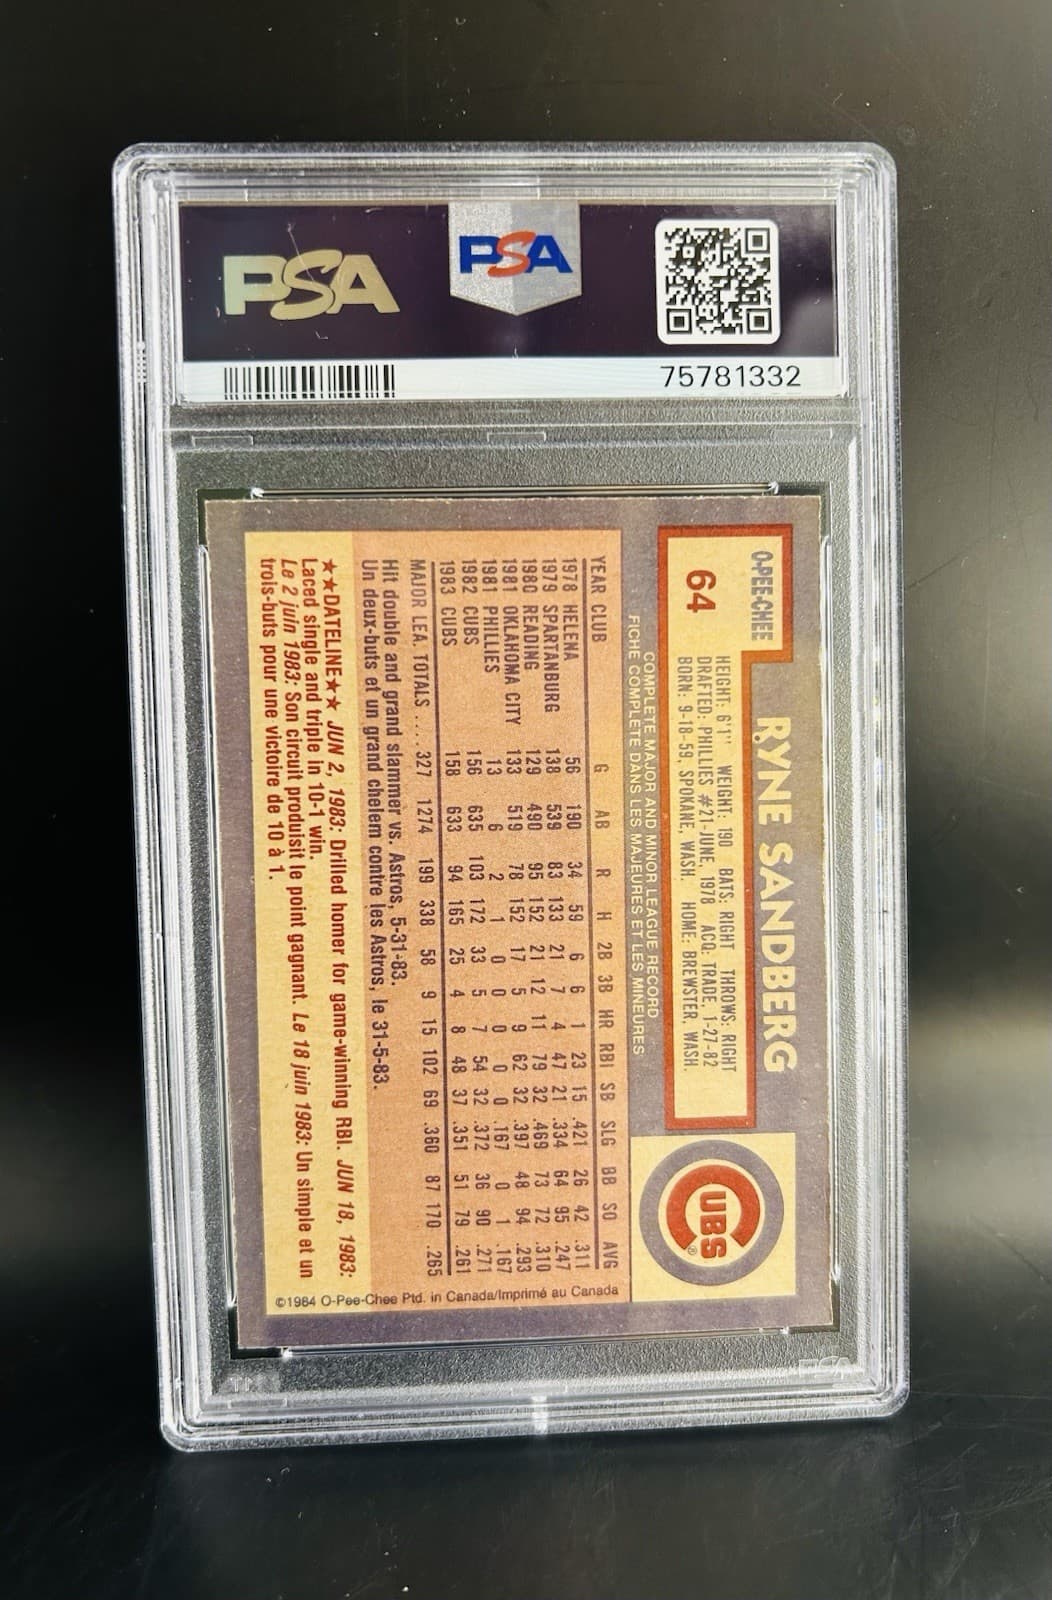 PSA
PSA
75781332
O-PEE-CHEE
64
RYNE SANDBERG
HEIGHT: 6'1" WEIGHT: 190 BATS: RIGHT THROWS: RIGHT
DRAFTED: PHILLIES #21-JUNE, 1978 ACQ: TRADE, 1-27-82
BORN: 9-18-59, SPOKANE, WASH. HOME: BREWSTER, WASH.
CUBS ®
COMPLETE MAJOR AND MINOR LEAGUE RECORD
FICHE COMPLETE DANS LES MAJEURES ET LES MINEURES
YEAR CLUB G AB R H 2B 3B HR RBI SB SLG BB SO AVG
1978 HELENA 56 190 34 59 6 6 1 23 15 .421 26 42 .311
1979 SPARTANBURG 138 539 83 133 21 7 4 47 21 .334 64 95 .247
1980 READING 129 490 95 152 21 12 11 79 32 .469 73 72 .310
1981 OKLAHOMA CITY 133 519 78 152 17 5 9 62 32 .397 48 94 .293
1981 PHILLIES 13 6 2 1 0 0 0 0 0 .167 0 1 .167
1982 CUBS 156 635 103 172 33 5 7 54 32 .372 36 90 .271
1983 CUBS 158 633 94 165 25 4 8 48 37 .351 51 79 .261
MAJOR LEA. TOTALS .... 327 1274 199 338 58 9 15 102 69 .360 87 170 .265
Hit double and grand slammer vs. Astros, 5-31-83.
Un deux-buts et un grand chelem contre les Astros, le 31-5-83.
★★DATELINE★★ JUN 2, 1983: Drilled homer for game-winning RBI. JUN 18, 1983:
Laced single and triple in 10-1 win.
Le 2 juin 1983: Son circuit produisit le point gagnant. Le 18 juin 1983: Un simple et un
trois-buts pour une victoire de 10 à 1.
©1984 O-Pee-Chee Ptd. in Canada/Imprimé au Canada
PSA